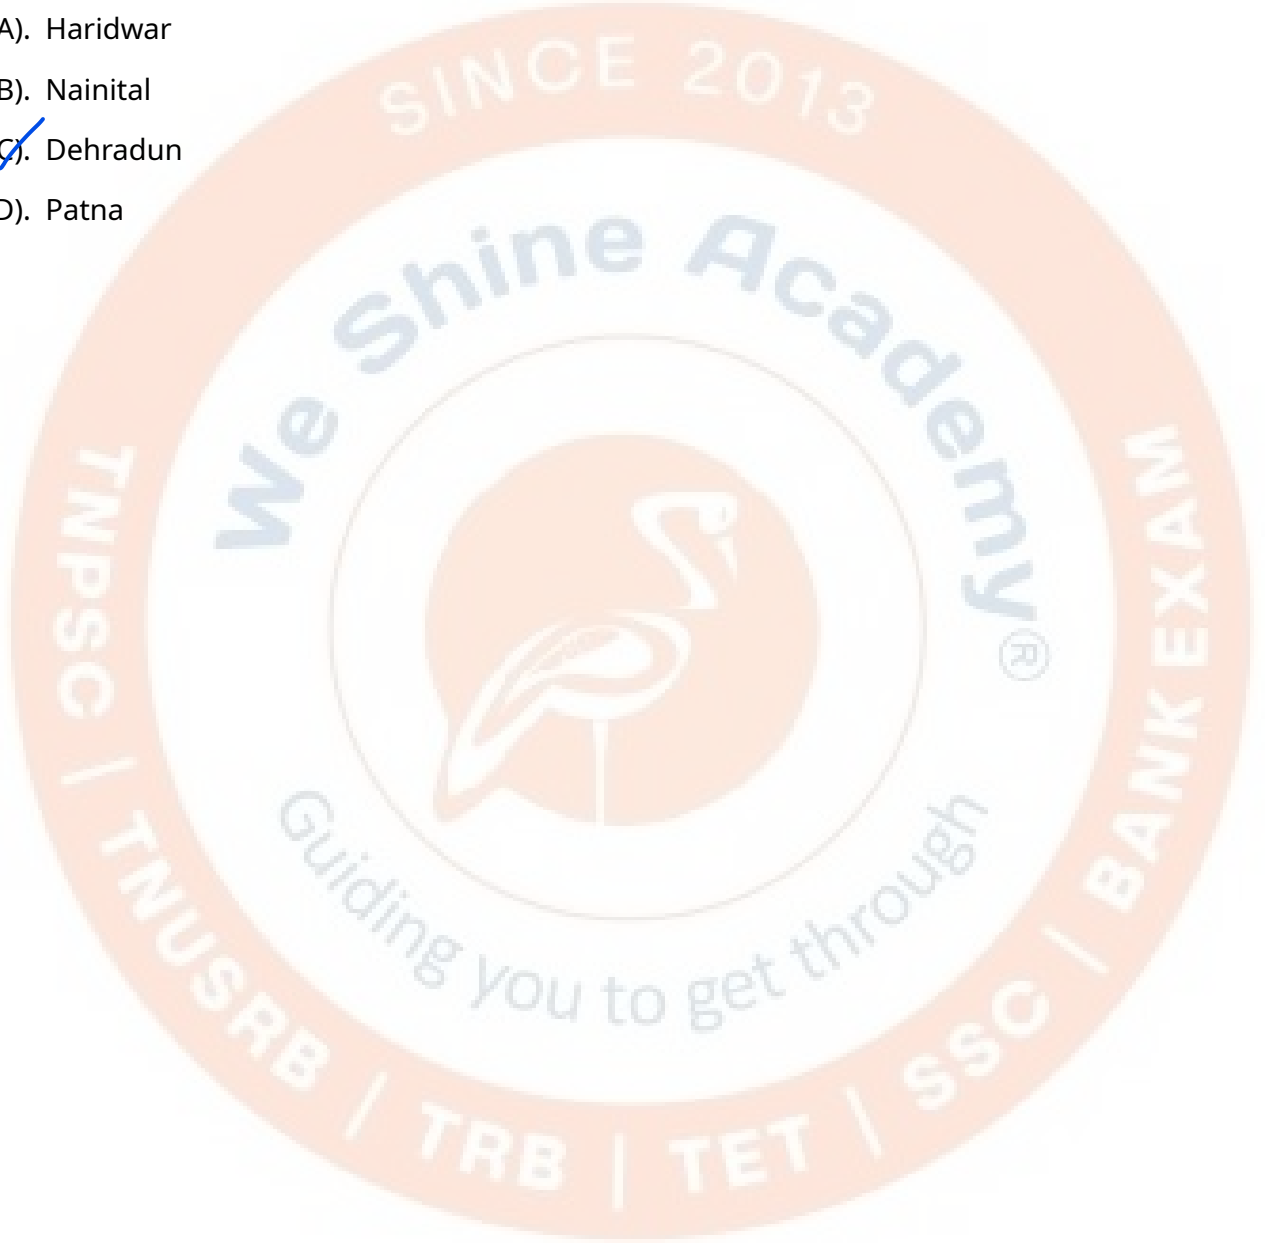 A). Haridwar
B). Nainital
C). Dehradun
D). Patna
SINCE 2013
We Shine Academy®
Guiding you to get through
TNPSC | TNUSRB | TRB | TET | SSC | BANK EXAM